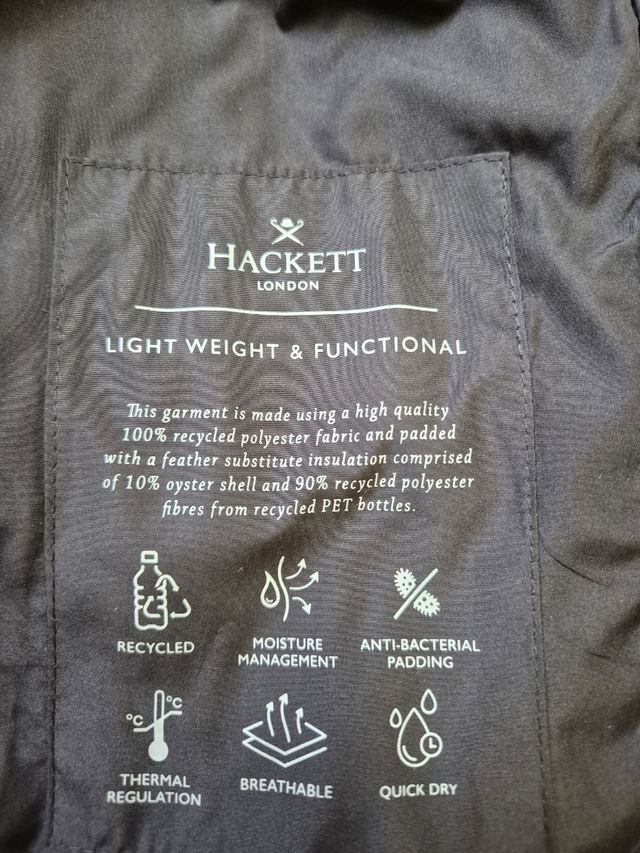 HACKETT
LONDON
LIGHT WEIGHT & FUNCTIONAL
This garment is made using a high quality
100% recycled polyester fabric and padded
with a feather substitute insulation comprised
of 10% oyster shell and 90% recycled polyester
fibres from recycled PET bottles.
RECYCLED
MOISTURE
MANAGEMENT
ANTI-BACTERIAL
PADDING
°C
°C
THERMAL
REGULATION
BREATHABLE
QUICK DRY